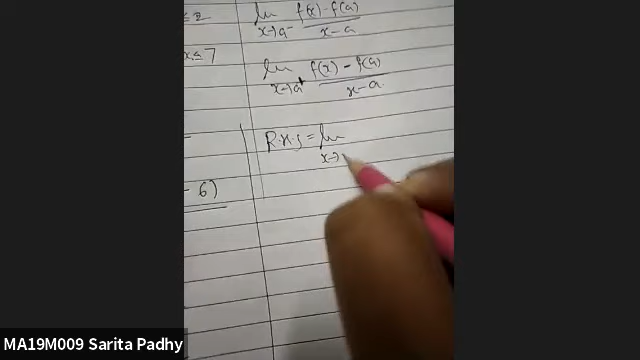 ≤ 2
lim f(x) - f(a)
x→a⁻ x - a
x ≤ 7
lim f(x) - f(a)
x→a⁺ x - a
R.H.S = lim
x→
- 6)
MA19M009 Sarita Padhy